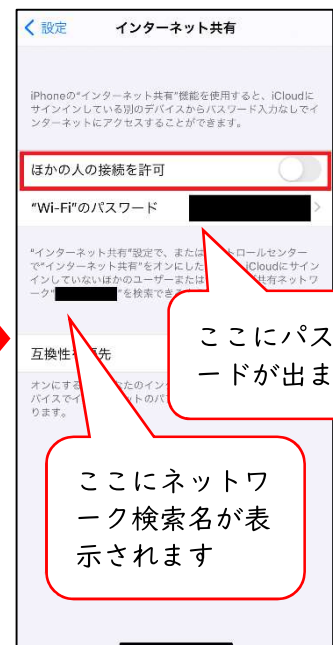 設定 インターネット共有
iPhoneの“インターネット共有”機能を使用すると、iCloudに
サインインしている別のデバイスからパスワード入力なしでイ
ンターネットにアクセスすることができます。
ほかの人の接続を許可
“Wi-Fi”のパスワード
“インターネット共有”設定で、または
トロールセンター
で“インターネット共有”をオンにした
iCloudにサイン
インしていないほかのユーザーまたは
共有ネットワ
ーク“ ”を検索でき
ここにパス
ードが出ま
互換性 先
オンにする
なたのイン
バイスでイ
ットのパ
ります。
ここにネットワ
ーク検索名が表
示されます